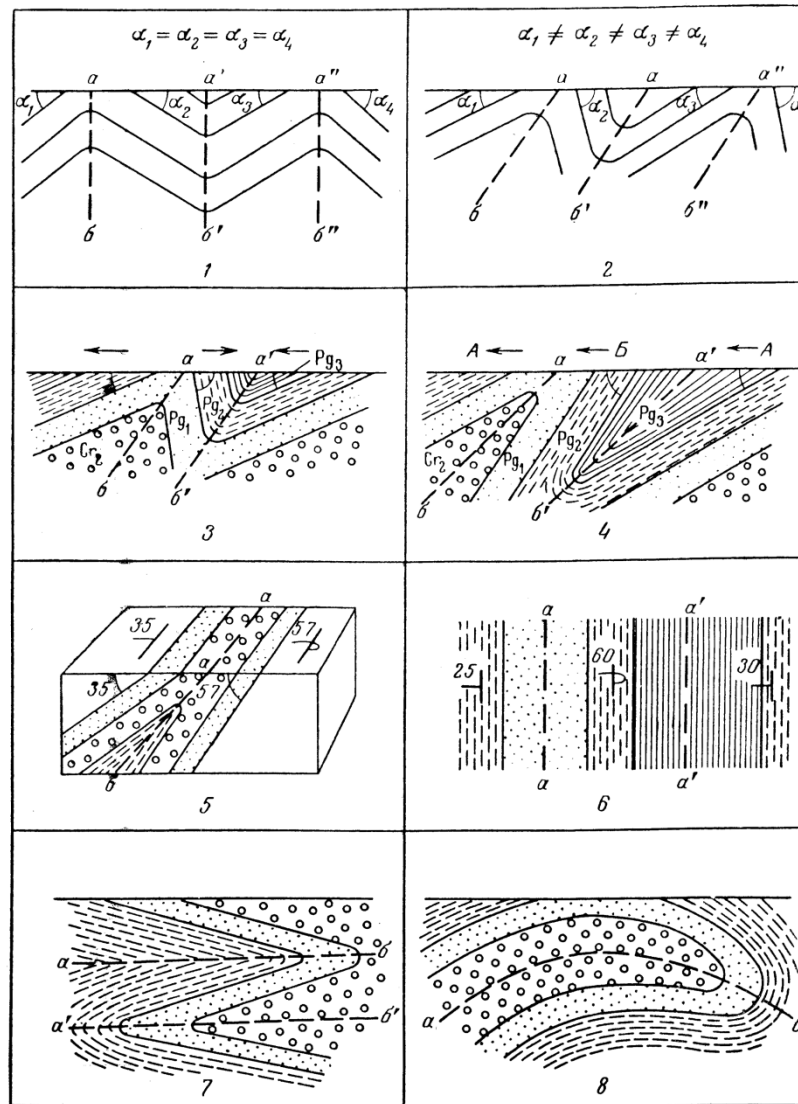 α₁ = α₂ = α₃ = α₄
a a' a"
α₁ α₂ α₃ α₄
б б' б"
1
α₁ ≠ α₂ ≠ α₃ ≠ α₄
a a a"
α₁ α₂ α₃
б б' б"
2
a a' Pg₃
Pg₂
Pg₁
Cr₂
б б'
3
A a Б a' A
Pg₃
Pg₂
Cr₂ Pg₁
б б'
4
a
35 57
a
35 57
б
5
a a'
25 60 30
a a'
6
a б
a' б'
7
a
8